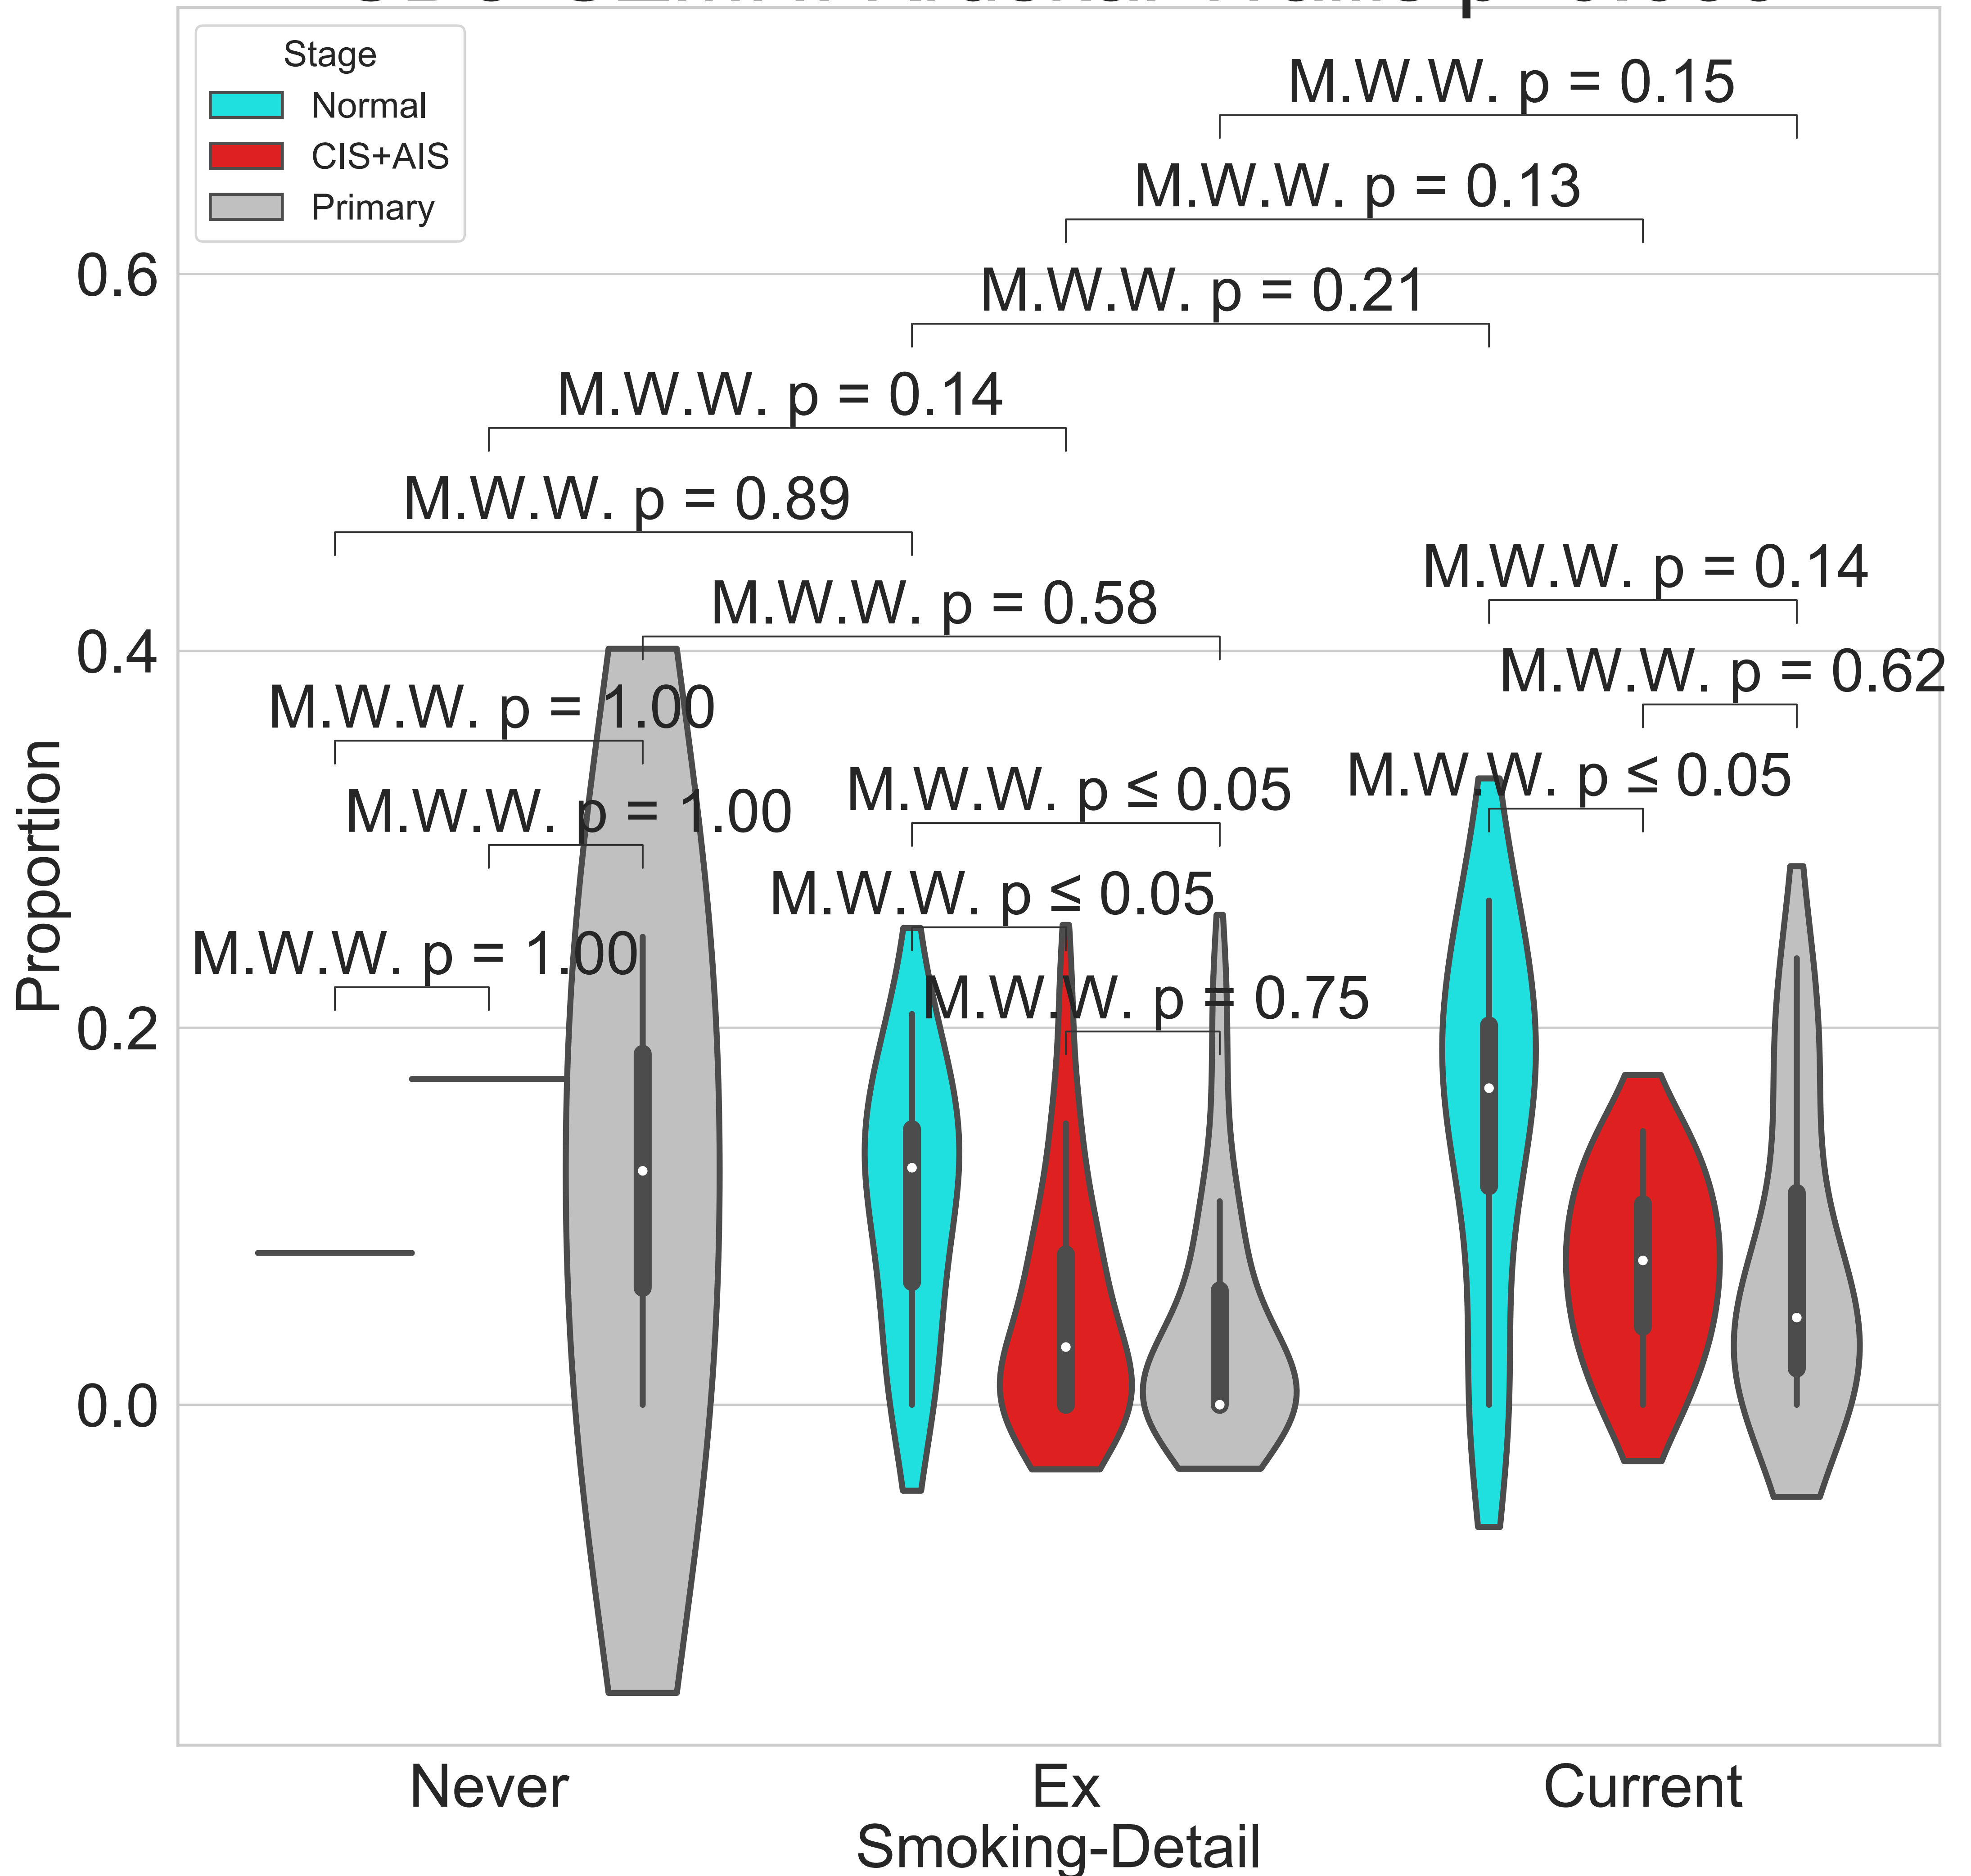 Stage
Normal
CIS+AIS
Primary
M.W.W. p = 0.15
M.W.W. p = 0.13
M.W.W. p = 0.21
M.W.W. p = 0.14
M.W.W. p = 0.89
M.W.W. p = 0.58
M.W.W. p = 0.14
M.W.W. p = 0.62
M.W.W. p = 1.00
M.W.W. p = 1.00
M.W.W. p = 1.00
M.W.W. p ≤ 0.05
M.W.W. p ≤ 0.05
M.W.W. p = 0.75
M.W.W. p ≤ 0.05
0.6
0.4
0.2
0.0
Proportion
Never
Ex
Current
Smoking-Detail